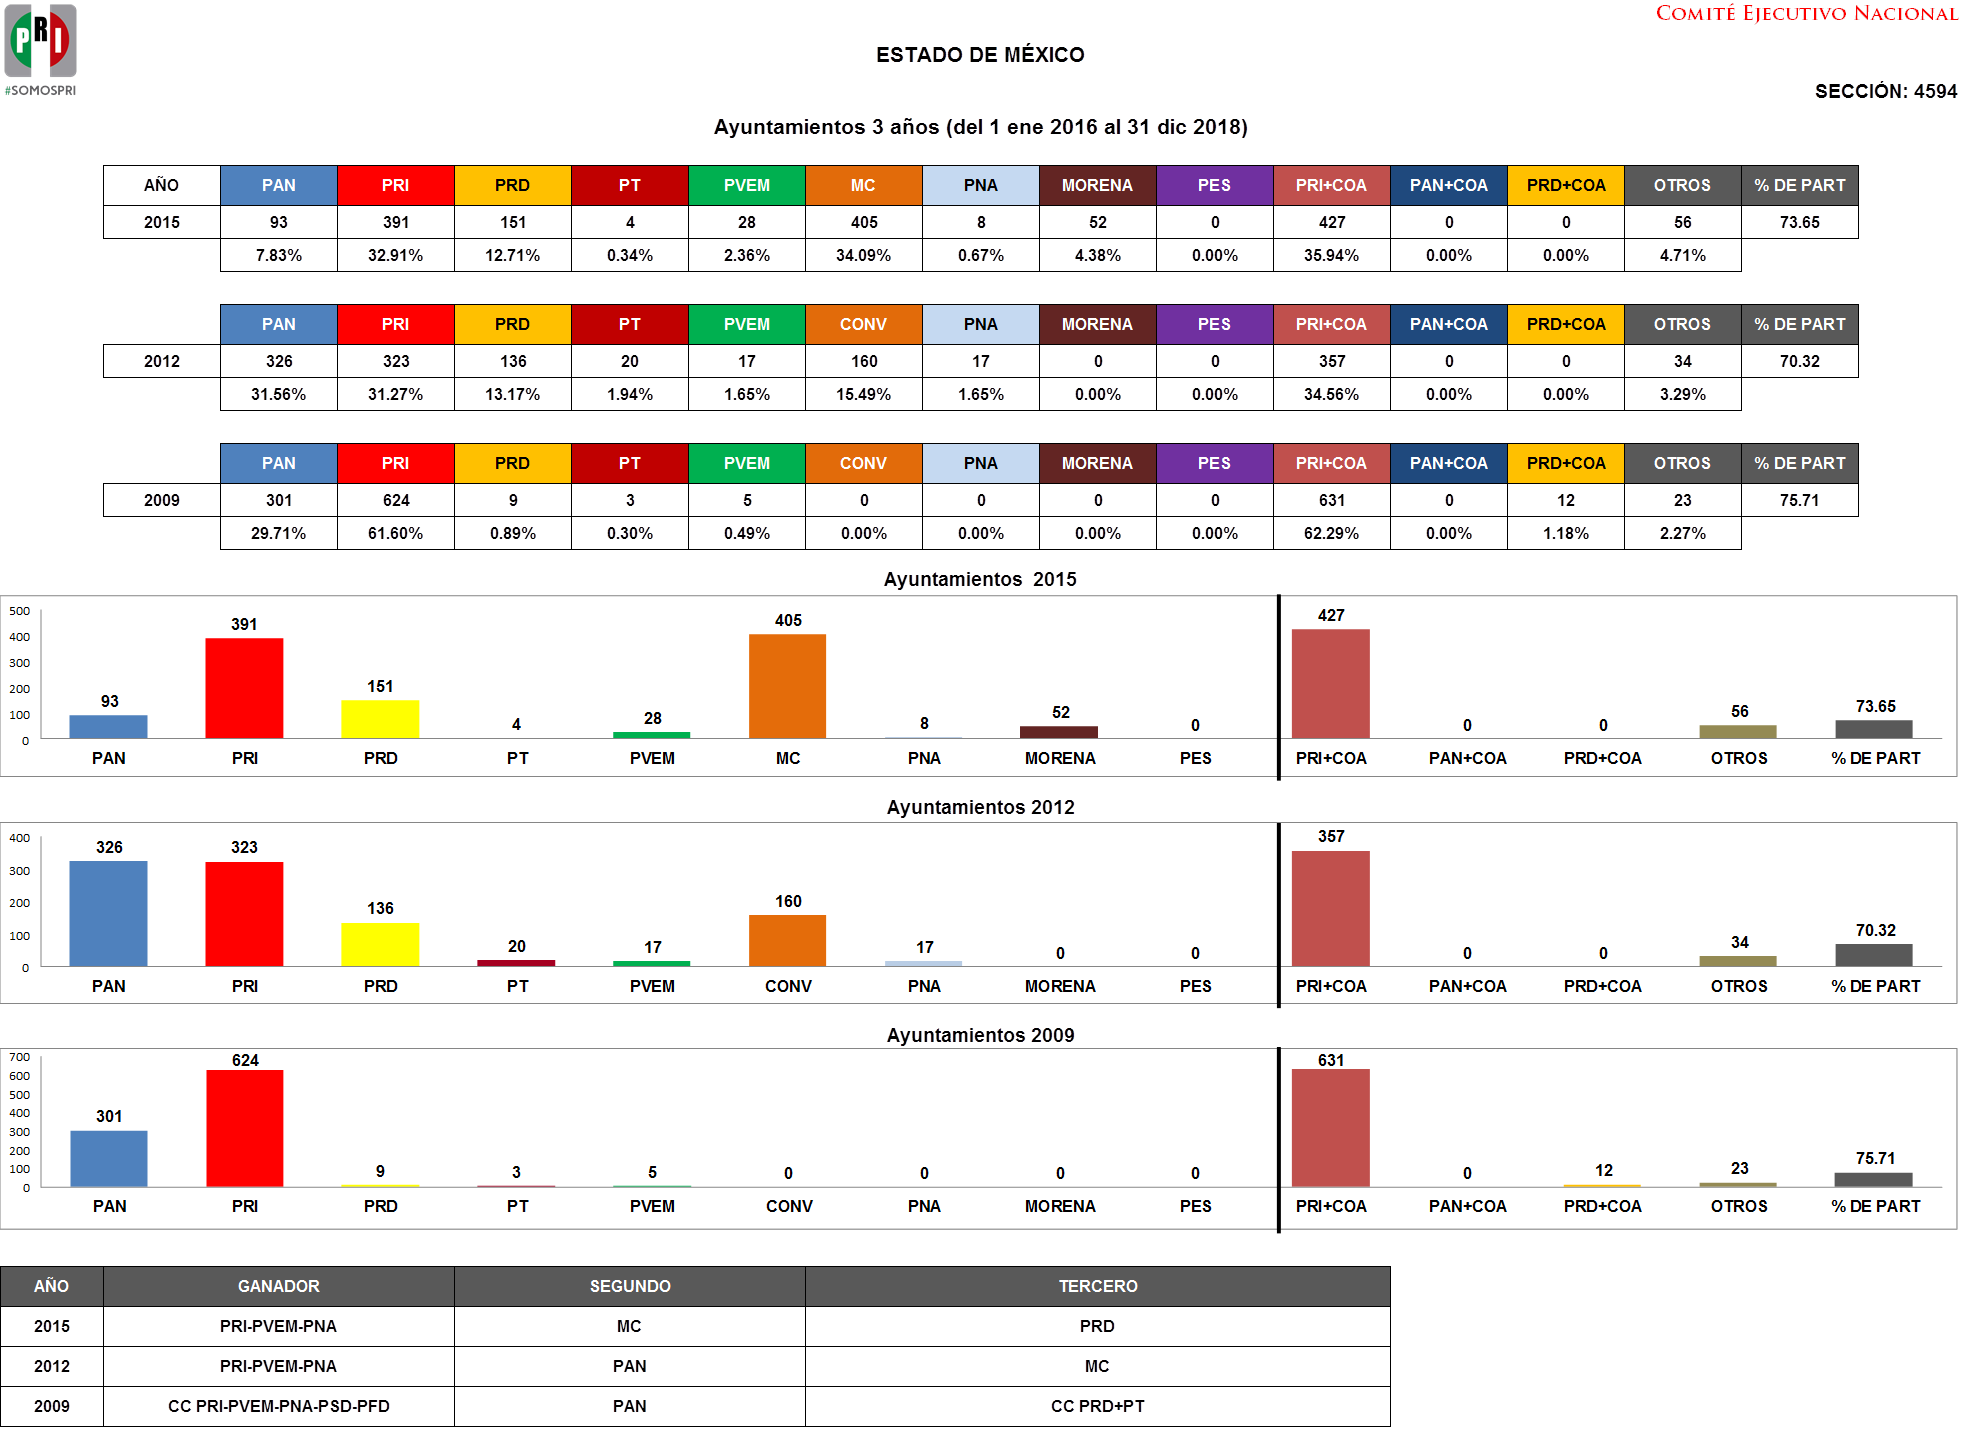 COMITÉ EJECUTIVO NACIONAL
PRI
#SOMOSPRI
ESTADO DE MÉXICO
SECCIÓN: 4594
Ayuntamientos 3 años (del 1 ene 2016 al 31 dic 2018)
AÑO PAN PRI PRD PT PVEM MC PNA MORENA PES PRI+COA PAN+COA PRD+COA OTROS % DE PART
2015 93 391 151 4 28 405 8 52 0 427 0 0 56 73.65
7.83% 32.91% 12.71% 0.34% 2.36% 34.09% 0.67% 4.38% 0.00% 35.94% 0.00% 0.00% 4.71%
PAN PRI PRD PT PVEM CONV PNA MORENA PES PRI+COA PAN+COA PRD+COA OTROS % DE PART
2012 326 323 136 20 17 160 17 0 0 357 0 0 34 70.32
31.56% 31.27% 13.17% 1.94% 1.65% 15.49% 1.65% 0.00% 0.00% 34.56% 0.00% 0.00% 3.29%
PAN PRI PRD PT PVEM CONV PNA MORENA PES PRI+COA PAN+COA PRD+COA OTROS % DE PART
2009 301 624 9 3 5 0 0 0 0 631 0 12 23 75.71
29.71% 61.60% 0.89% 0.30% 0.49% 0.00% 0.00% 0.00% 0.00% 62.29% 0.00% 1.18% 2.27%
Ayuntamientos 2015
500
400
300
200
100
0
93 391 151 4 28 405 8 52 0 427 0 0 56 73.65
PAN PRI PRD PT PVEM MC PNA MORENA PES PRI+COA PAN+COA PRD+COA OTROS % DE PART
Ayuntamientos 2012
400
300
200
100
0
326 323 136 20 17 160 17 0 0 357 0 0 34 70.32
PAN PRI PRD PT PVEM CONV PNA MORENA PES PRI+COA PAN+COA PRD+COA OTROS % DE PART
Ayuntamientos 2009
700
600
500
400
300
200
100
0
301 624 9 3 5 0 0 0 0 631 0 12 23 75.71
PAN PRI PRD PT PVEM CONV PNA MORENA PES PRI+COA PAN+COA PRD+COA OTROS % DE PART
AÑO GANADOR SEGUNDO TERCERO
2015 PRI-PVEM-PNA MC PRD
2012 PRI-PVEM-PNA PAN MC
2009 CC PRI-PVEM-PNA-PSD-PFD PAN CC PRD+PT